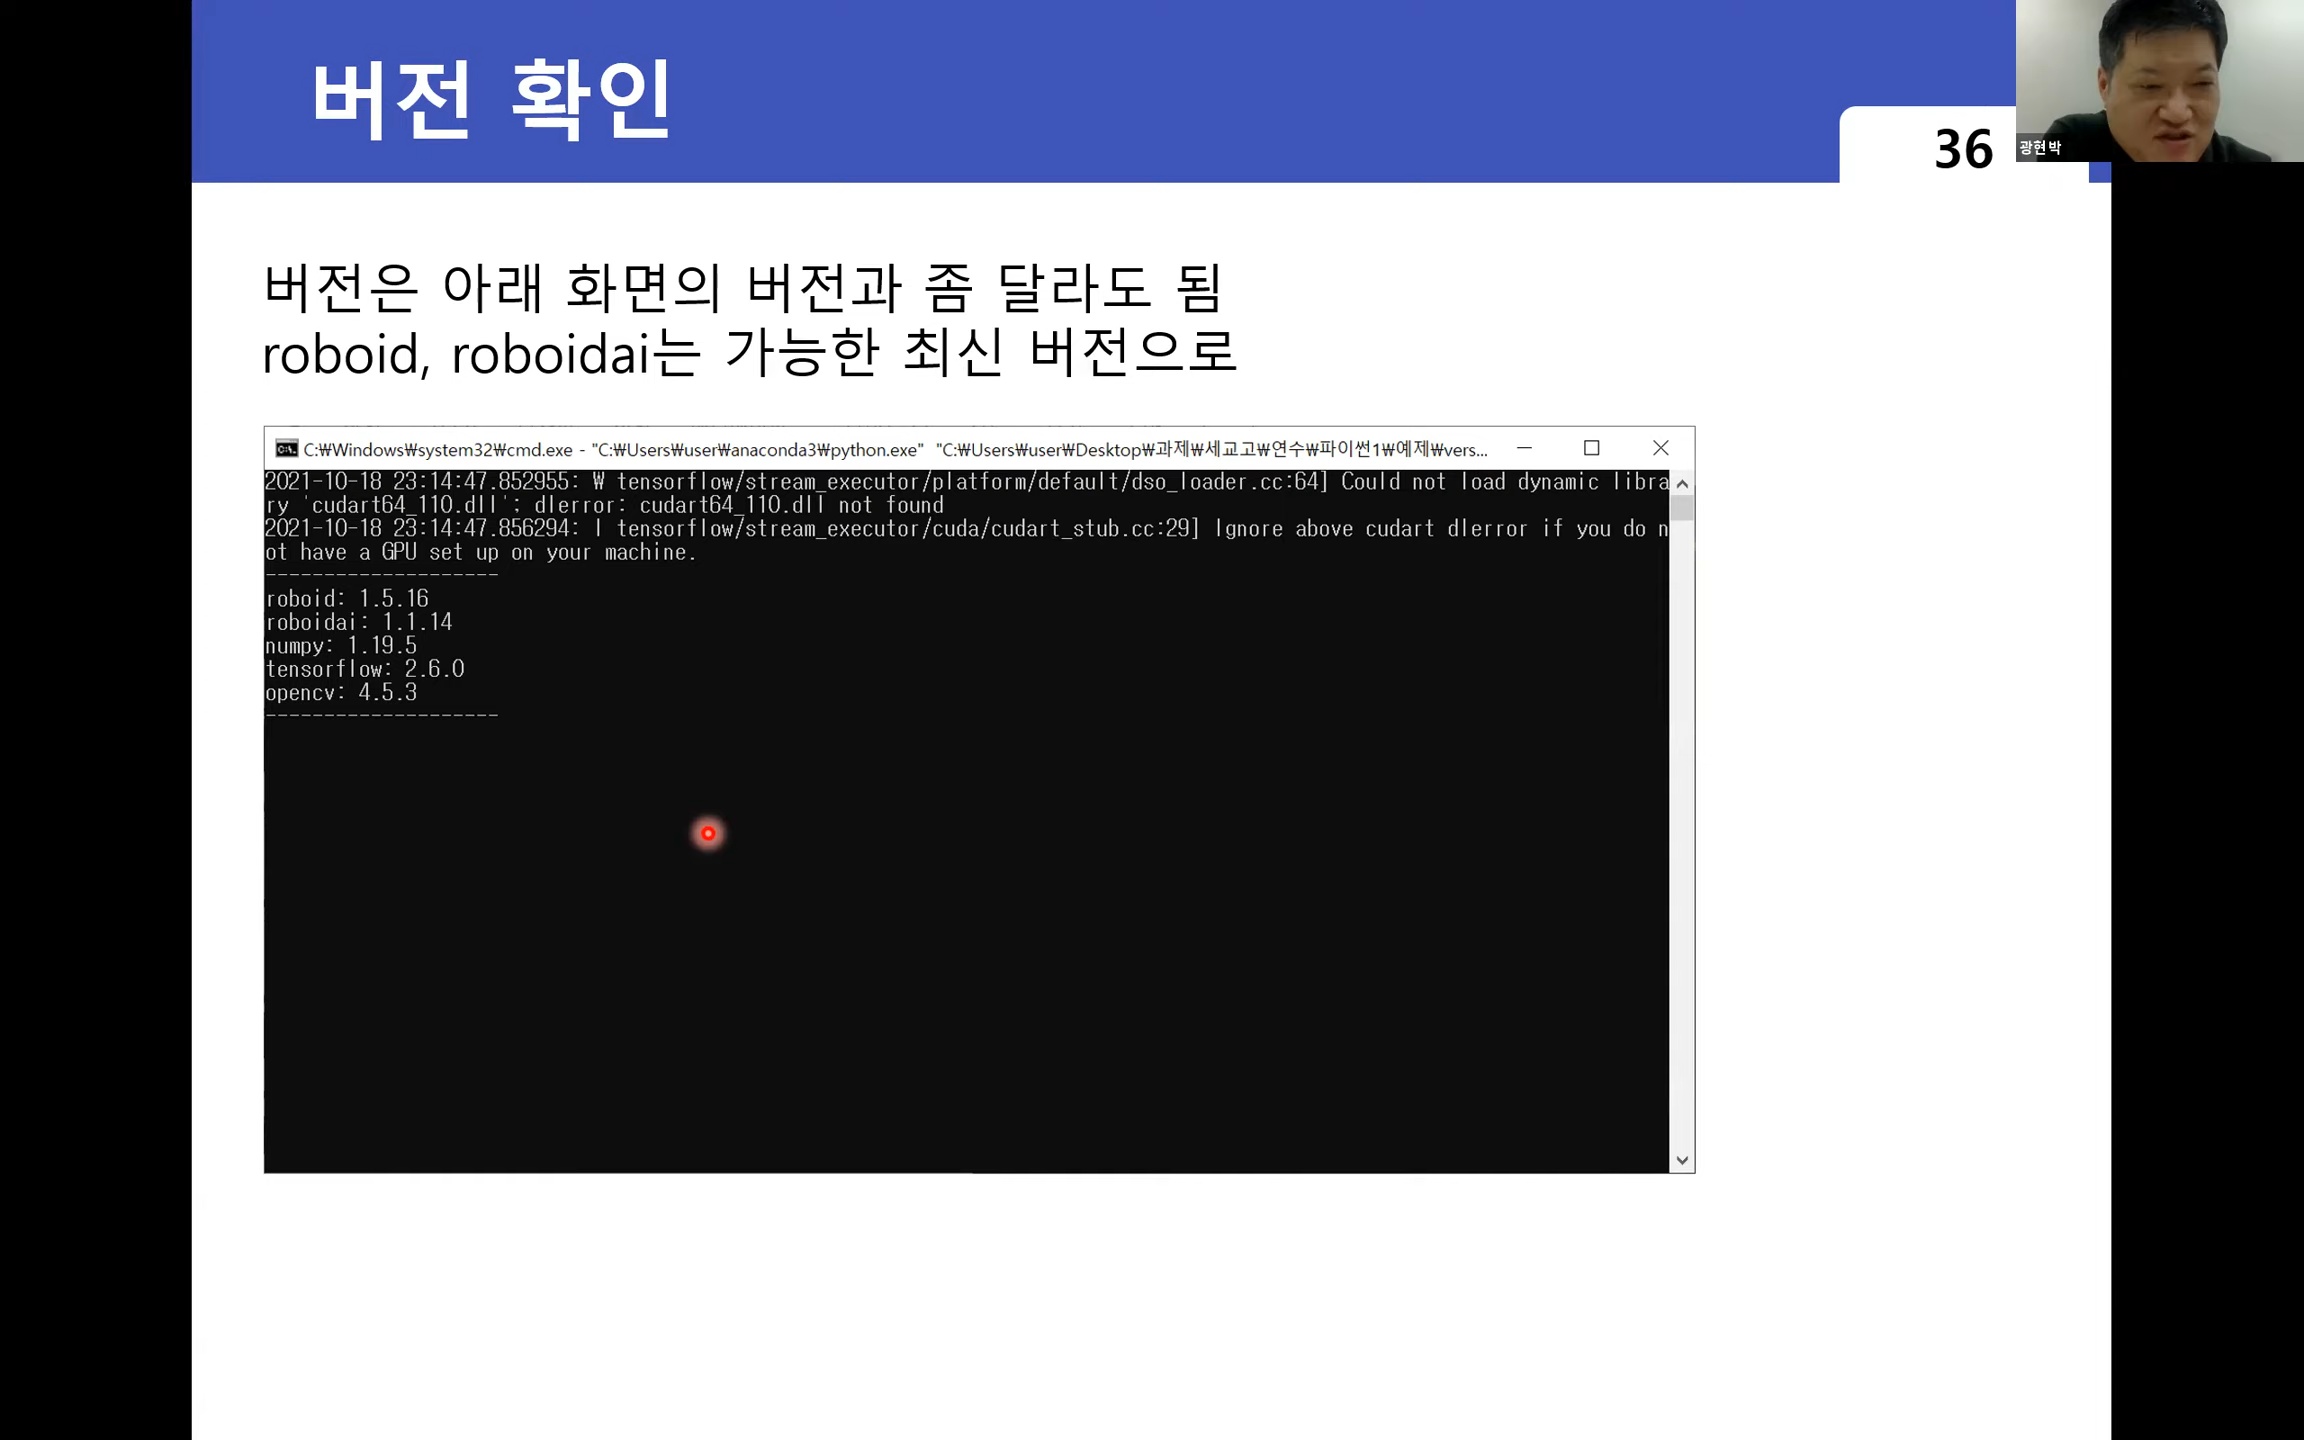 버전 확인
36
광현박
버전은 아래 화면의 버전과 좀 달라도 됨
roboid, roboidai는 가능한 최신 버전으로
C:₩Windows₩system32₩cmd.exe - "C:₩Users₩user₩anaconda3₩python.exe" "C:₩Users₩user₩Desktop₩과제₩세교고₩연수₩파이썬1₩예제₩vers...
2021-10-18 23:14:47.852955: W tensorflow/stream_executor/platform/default/dso_loader.cc:64] Could not load dynamic libra
ry 'cudart64_110.dll'; dlerror: cudart64_110.dll not found
2021-10-18 23:14:47.856294: I tensorflow/stream_executor/cuda/cudart_stub.cc:29] Ignore above cudart dlerror if you do n
ot have a GPU set up on your machine.
--------------------
roboid: 1.5.16
roboidai: 1.1.14
numpy: 1.19.5
tensorflow: 2.6.0
opencv: 4.5.3
--------------------